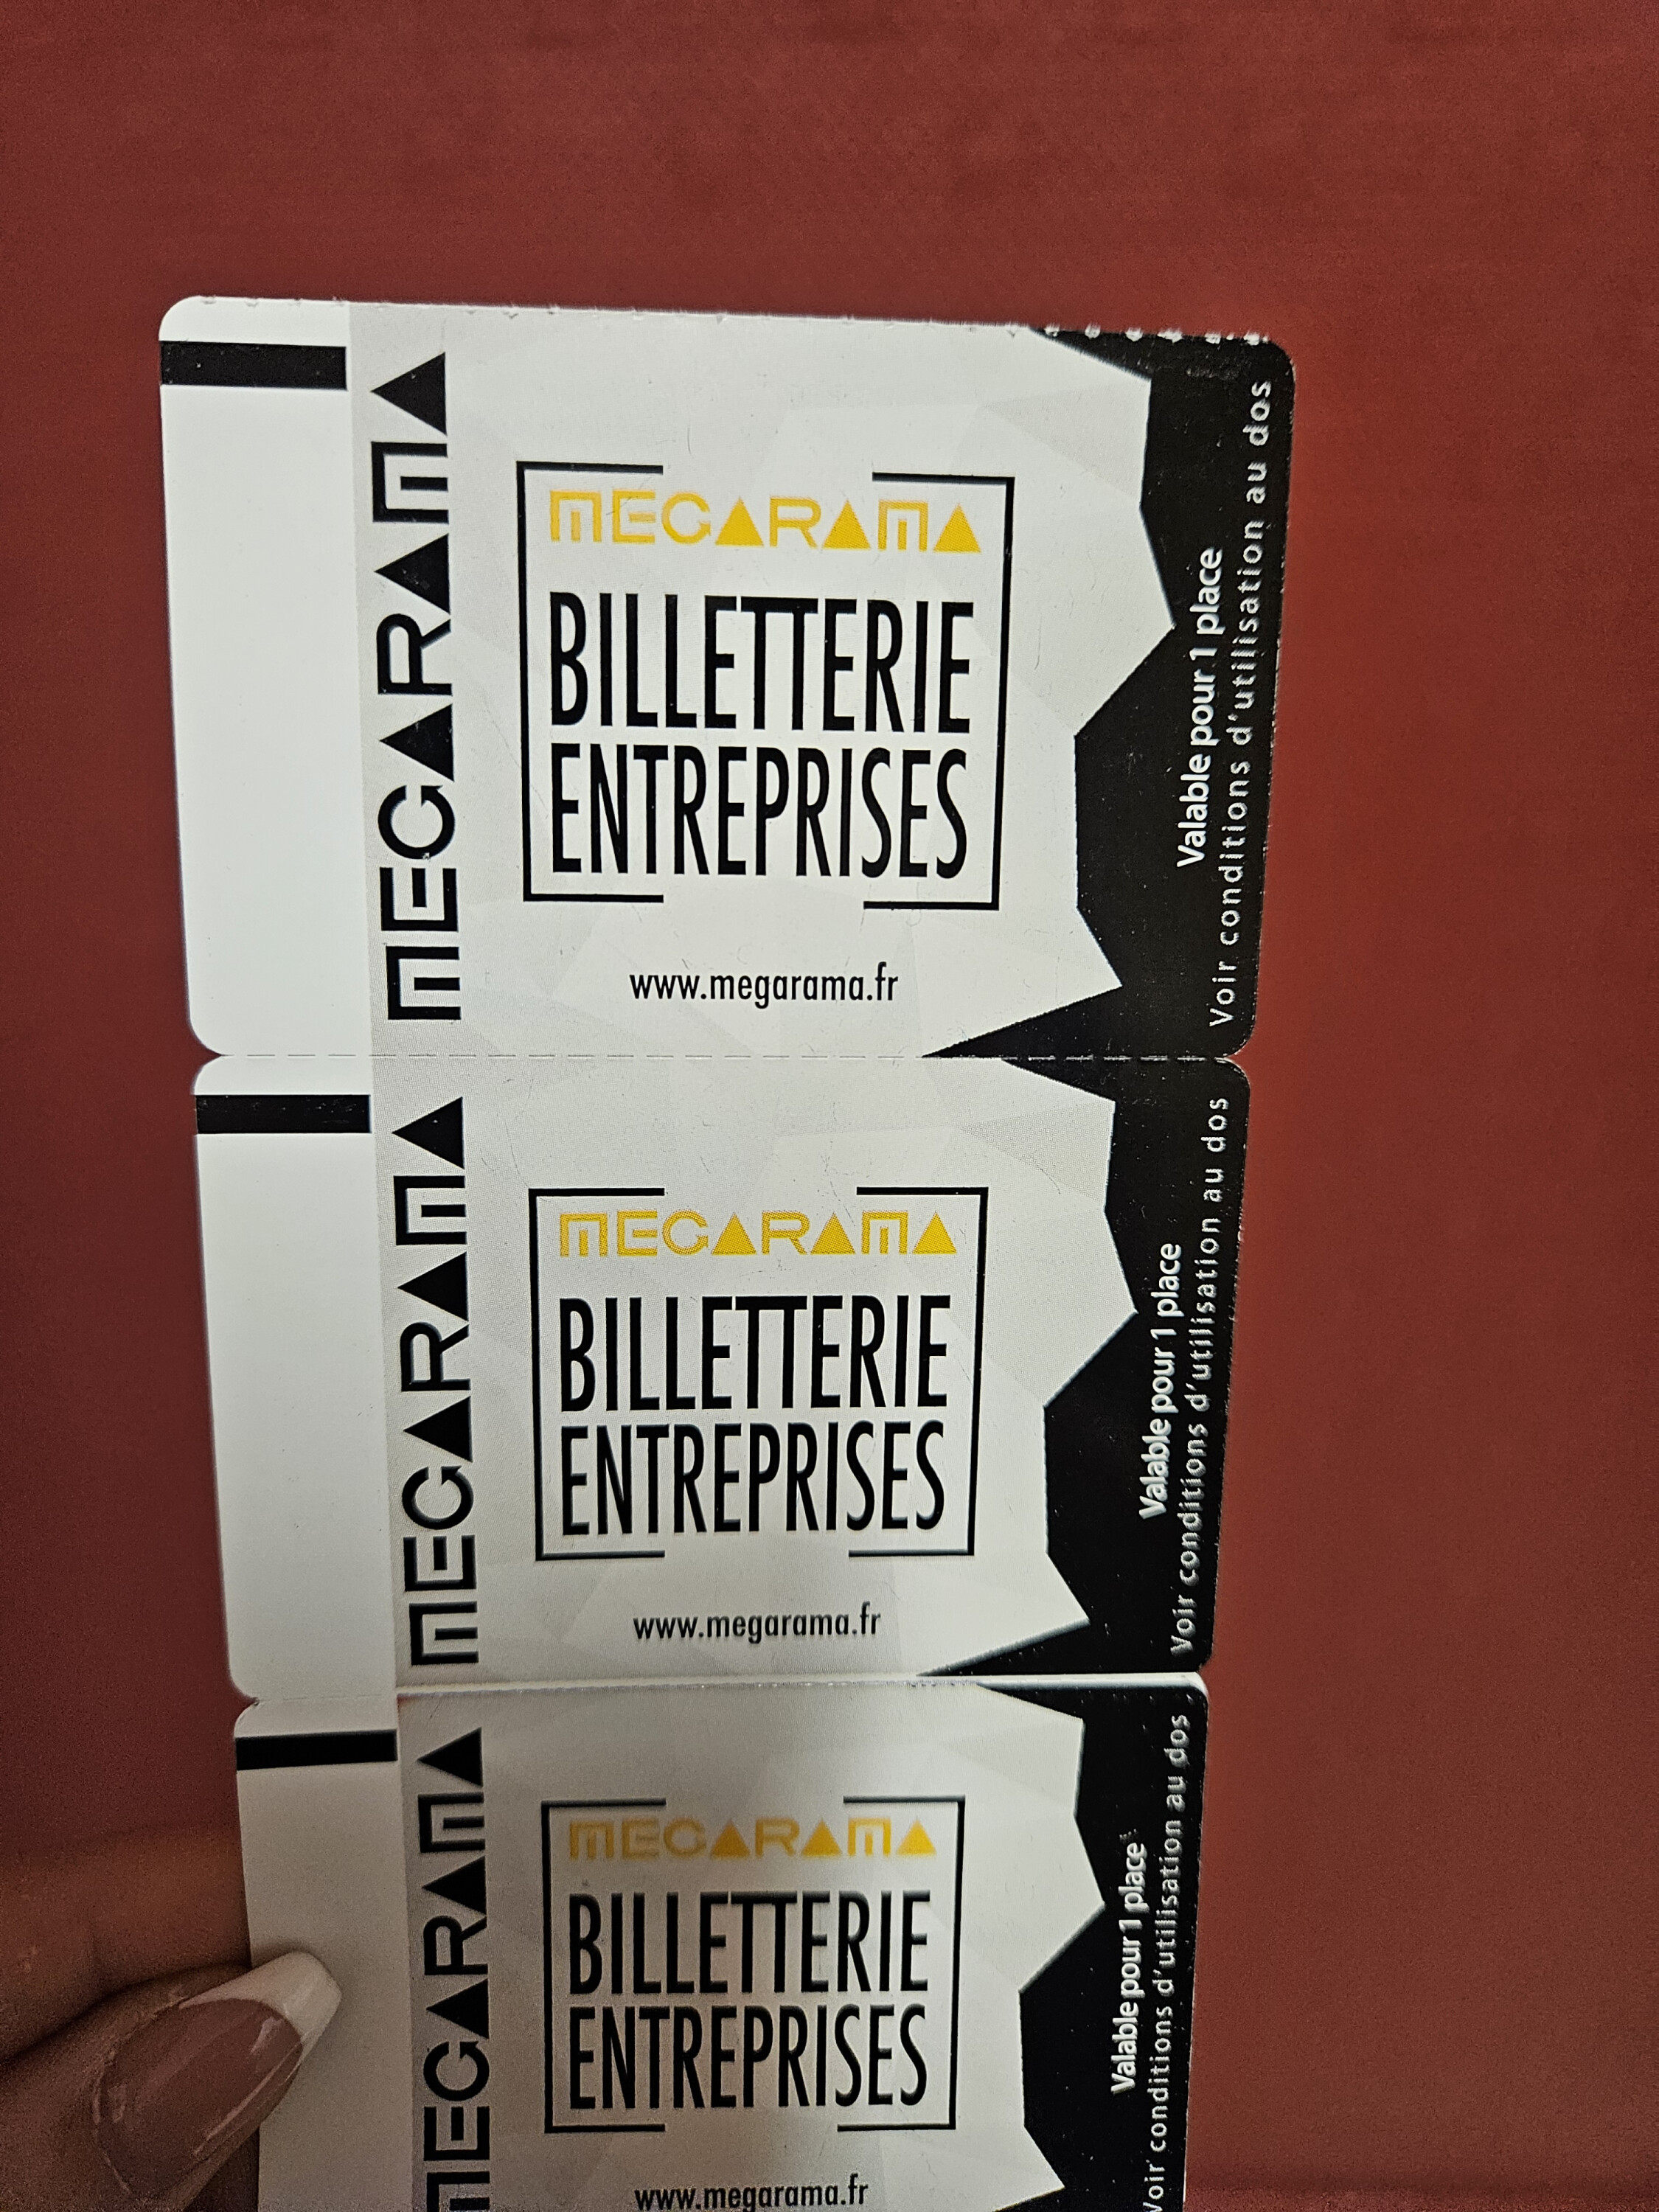 MEGARAMA
MEGARAMA
BILLETTERIE
ENTREPRISES
www.megarama.fr
Valable pour 1 place
Voir conditions d'utilisation au dos
MEGARAMA
MEGARAMA
BILLETTERIE
ENTREPRISES
www.megarama.fr
Valable pour 1 place
Voir conditions d'utilisation au dos
MEGARAMA
MEGARAMA
BILLETTERIE
ENTREPRISES
www.megarama.fr
Valable pour 1 place
Voir conditions d'utilisation au dos